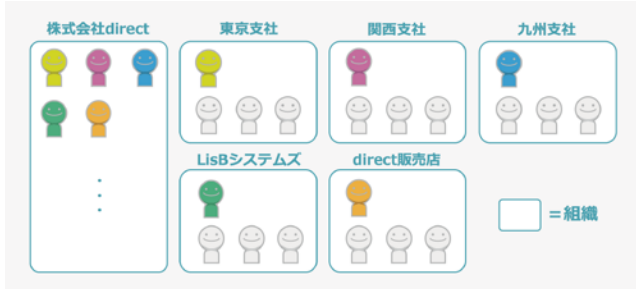 株式会社direct
東京支社
関西支社
九州支社
LisBシステムズ
direct販売店
=組織